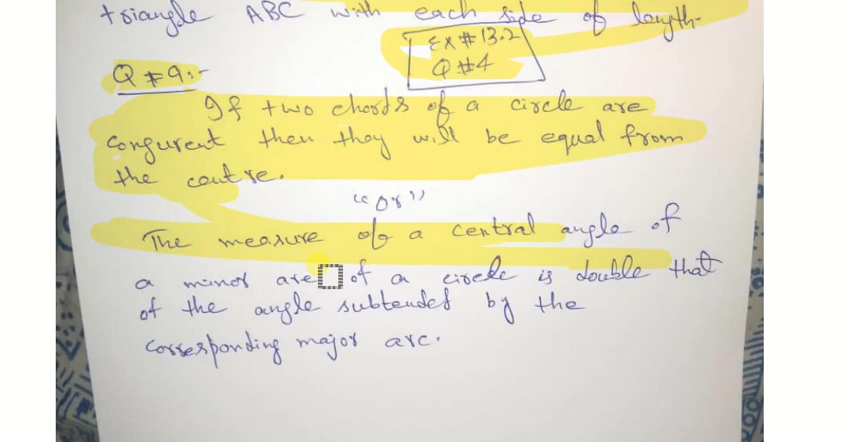 triangle ABC with each side of length-
Ex # 13.2
Q #4
Q # 9:-
If two chords of a circle are
congurent then they will be equal from
the centre.
"or"
The measure of a central angle of
a minor arc of a circle is double that
of the angle subtended by the
corresponding major arc.